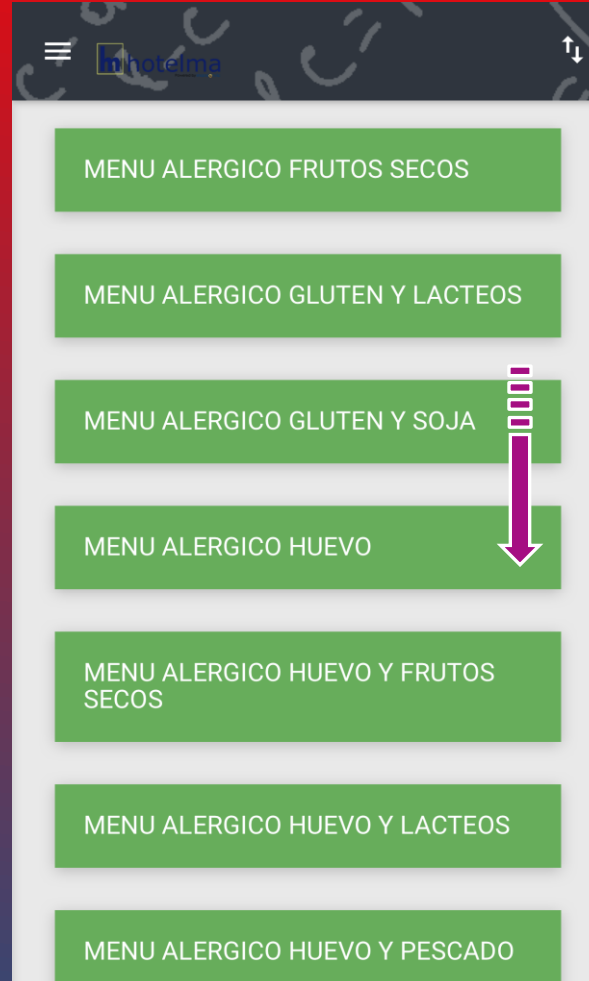 hotelma
MENU ALERGICO FRUTOS SECOS
MENU ALERGICO GLUTEN Y LACTEOS
MENU ALERGICO GLUTEN Y SOJA
MENU ALERGICO HUEVO
MENU ALERGICO HUEVO Y FRUTOS
SECOS
MENU ALERGICO HUEVO Y LACTEOS
MENU ALERGICO HUEVO Y PESCADO